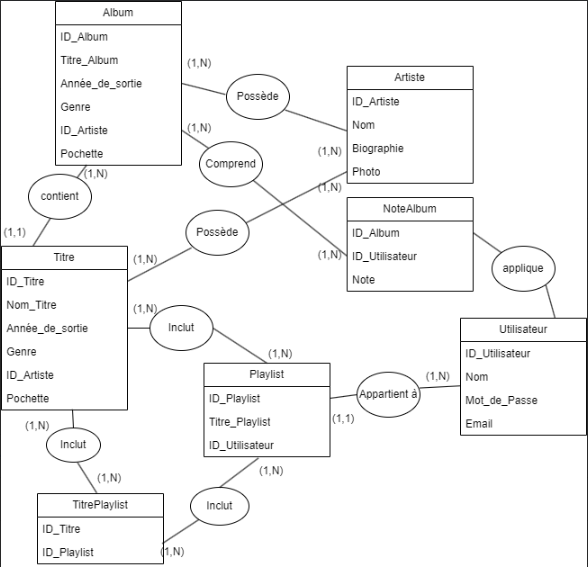 Album
ID_Album
Titre_Album
Année_de_sortie
Genre
ID_Artiste
Pochette
(1,N)
Possède
Artiste
ID_Artiste
Nom
Biographie
Photo
(1,N)
Comprend
(1,N)
(1,N)
(1,N)
contient
(1,1)
Possède
(1,N)
(1,N)
NoteAlbum
ID_Album
ID_Utilisateur
Note
applique
Titre
ID_Titre
Nom_Titre
Année_de_sortie
Genre
ID_Artiste
Pochette
(1,N)
Inclut
(1,N)
Utilisateur
ID_Utilisateur
Nom
Mot_de_Passe
Email
Playlist
ID_Playlist
Titre_Playlist
ID_Utilisateur
Appartient à
(1,N)
(1,1)
(1,N)
Inclut
(1,N)
(1,N)
Inclut
(1,N)
TitrePlaylist
ID_Titre
ID_Playlist